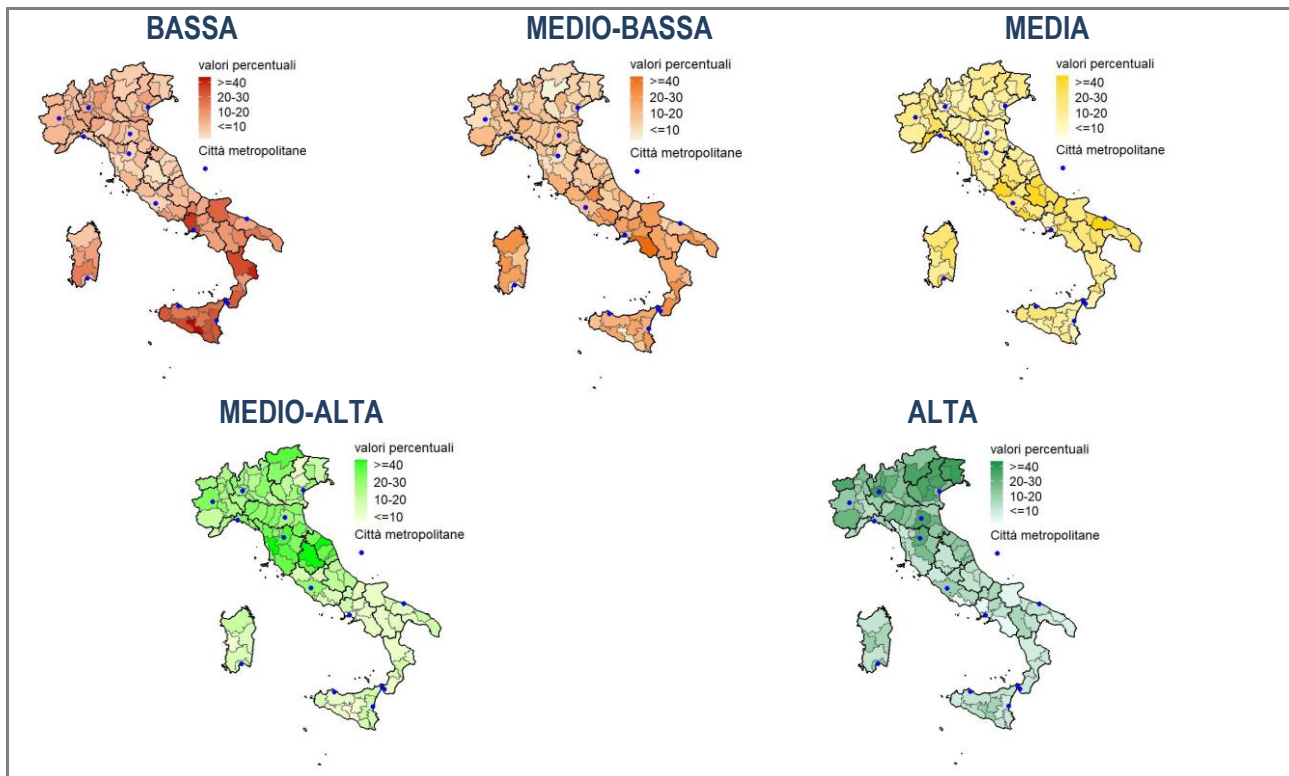 BASSA
valori percentuali
>=40
20-30
10-20
<=10
Città metropolitane
MEDIO-BASSA
valori percentuali
>=40
20-30
10-20
<=10
Città metropolitane
MEDIA
valori percentuali
>=40
20-30
10-20
<=10
Città metropolitane
MEDIO-ALTA
valori percentuali
>=40
20-30
10-20
<=10
Città metropolitane
ALTA
valori percentuali
>=40
20-30
10-20
<=10
Città metropolitane